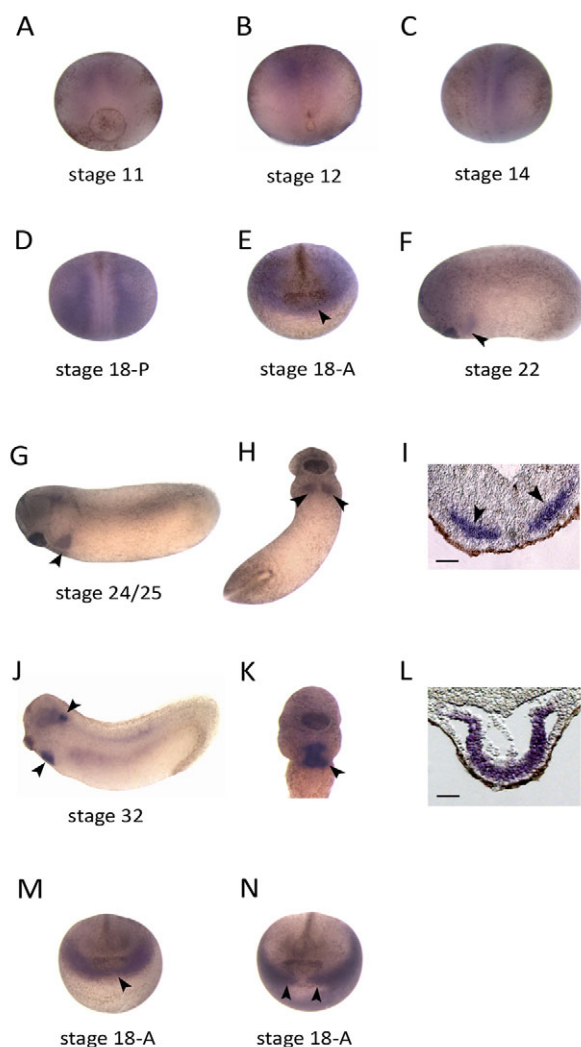 A B C
stage 11 stage 12 stage 14
D E F
stage 18-P stage 18-A stage 22
G H I
stage 24/25
J K L
stage 32
M N
stage 18-A stage 18-A